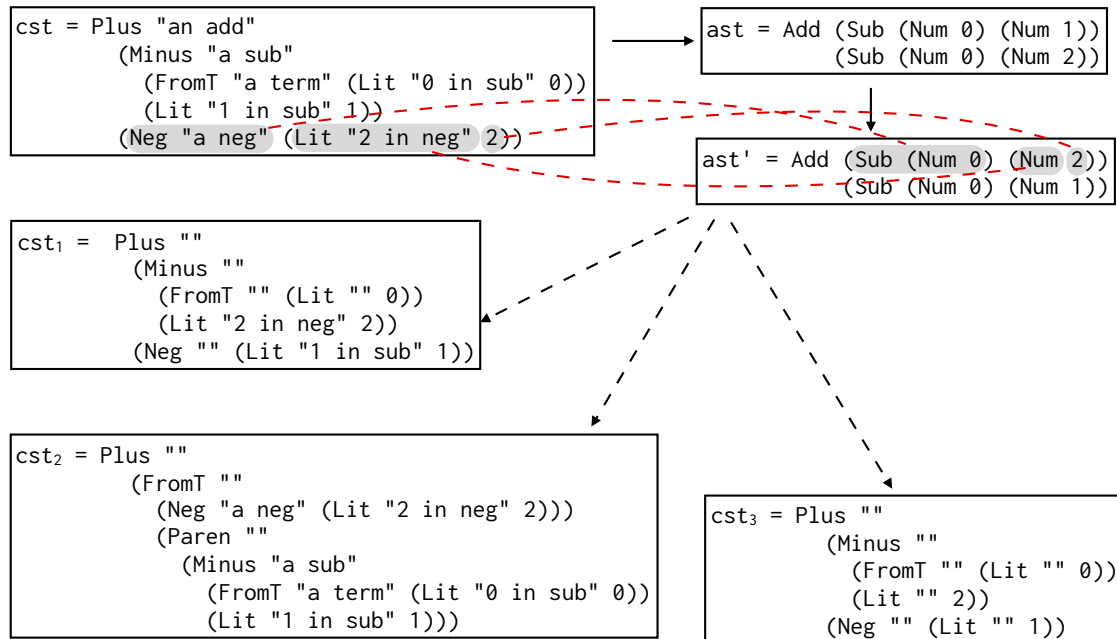 cst = Plus "an add"
(Minus "a sub"
(FromT "a term" (Lit "0 in sub" 0))
(Lit "1 in sub" 1))
(Neg "a neg" (Lit "2 in neg" 2))
ast = Add (Sub (Num 0) (Num 1))
(Sub (Num 0) (Num 2))
ast' = Add (Sub (Num 0) (Num 2))
(Sub (Num 0) (Num 1))
cst₁ = Plus ""
(Minus ""
(FromT "" (Lit "" 0))
(Lit "2 in neg" 2))
(Neg "" (Lit "1 in sub" 1))
cst₂ = Plus ""
(FromT ""
(Neg "a neg" (Lit "2 in neg" 2)))
(Paren ""
(Minus "a sub"
(FromT "a term" (Lit "0 in sub" 0))
(Lit "1 in sub" 1)))
cst₃ = Plus ""
(Minus ""
(FromT "" (Lit "" 0))
(Lit "" 2))
(Neg "" (Lit "" 1))